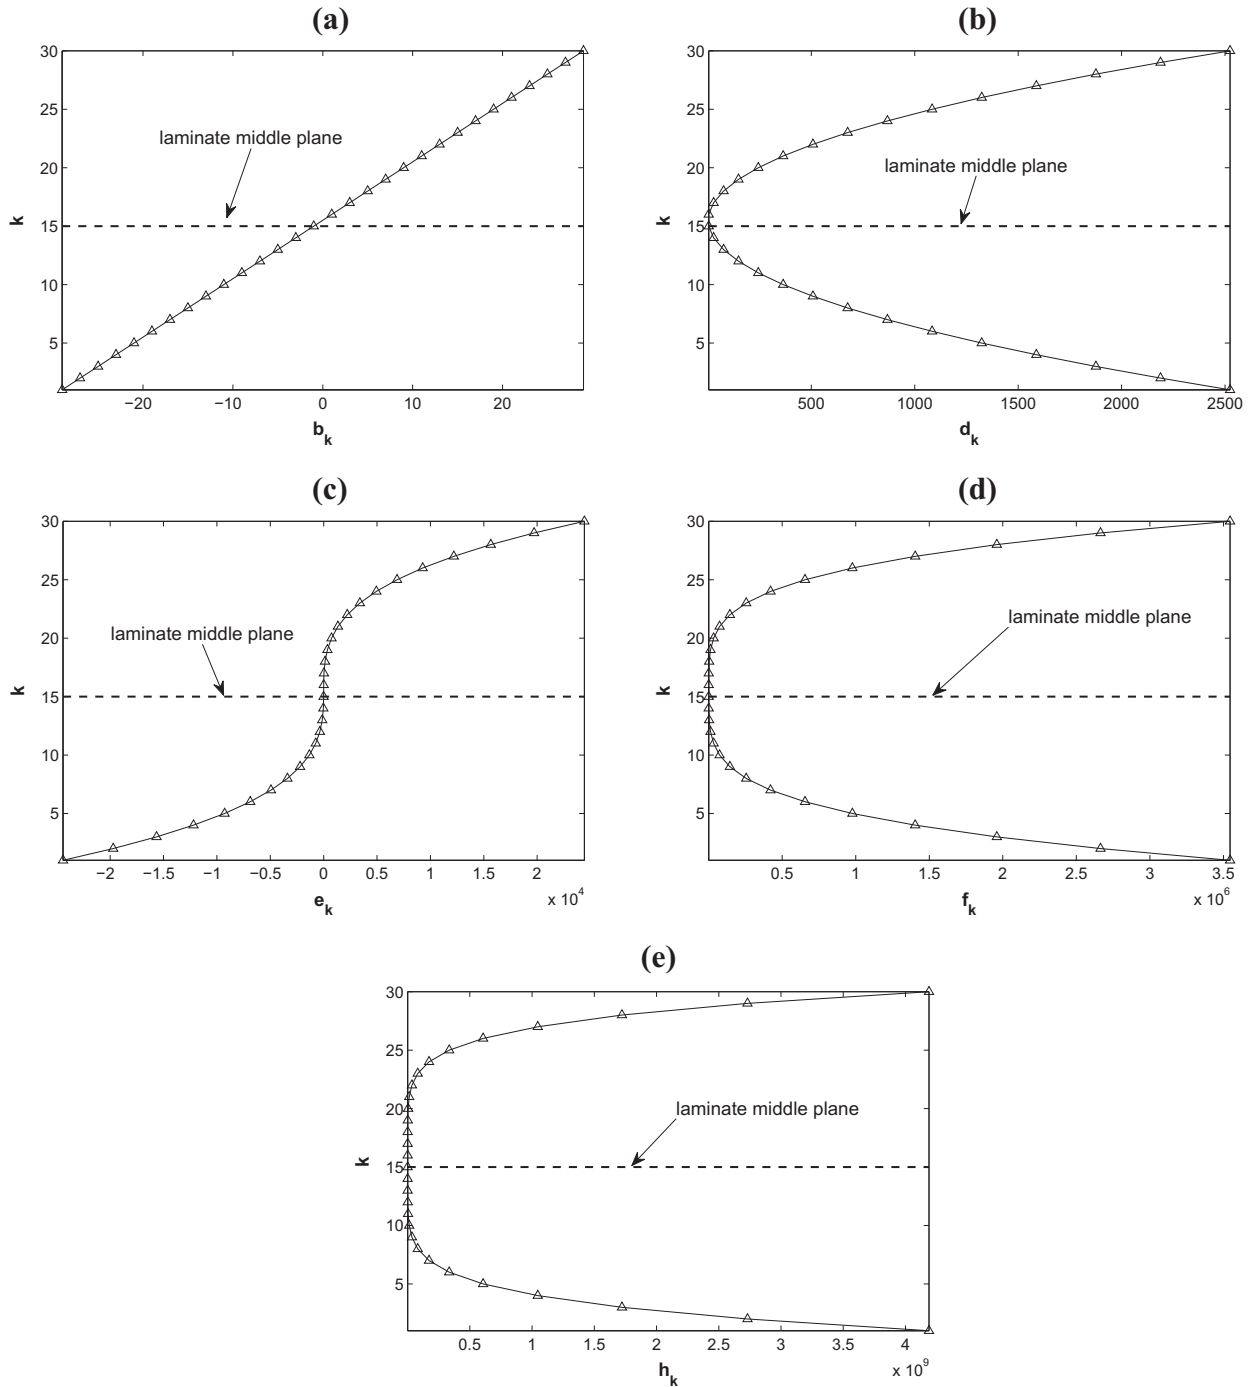 (a)
30
25
20
15
10
5
k
laminate middle plane
−20 −10 0 10 20
b_k
(b)
30
25
20
15
10
5
k
laminate middle plane
500 1000 1500 2000 2500
d_k
(c)
30
25
20
15
10
5
k
laminate middle plane
−2 −1.5 −1 −0.5 0 0.5 1 1.5 2
x 10^4
e_k
(d)
30
25
20
15
10
5
k
laminate middle plane
0.5 1 1.5 2 2.5 3 3.5
x 10^6
f_k
(e)
30
25
20
15
10
5
k
laminate middle plane
0.5 1 1.5 2 2.5 3 3.5 4
x 10^9
h_k